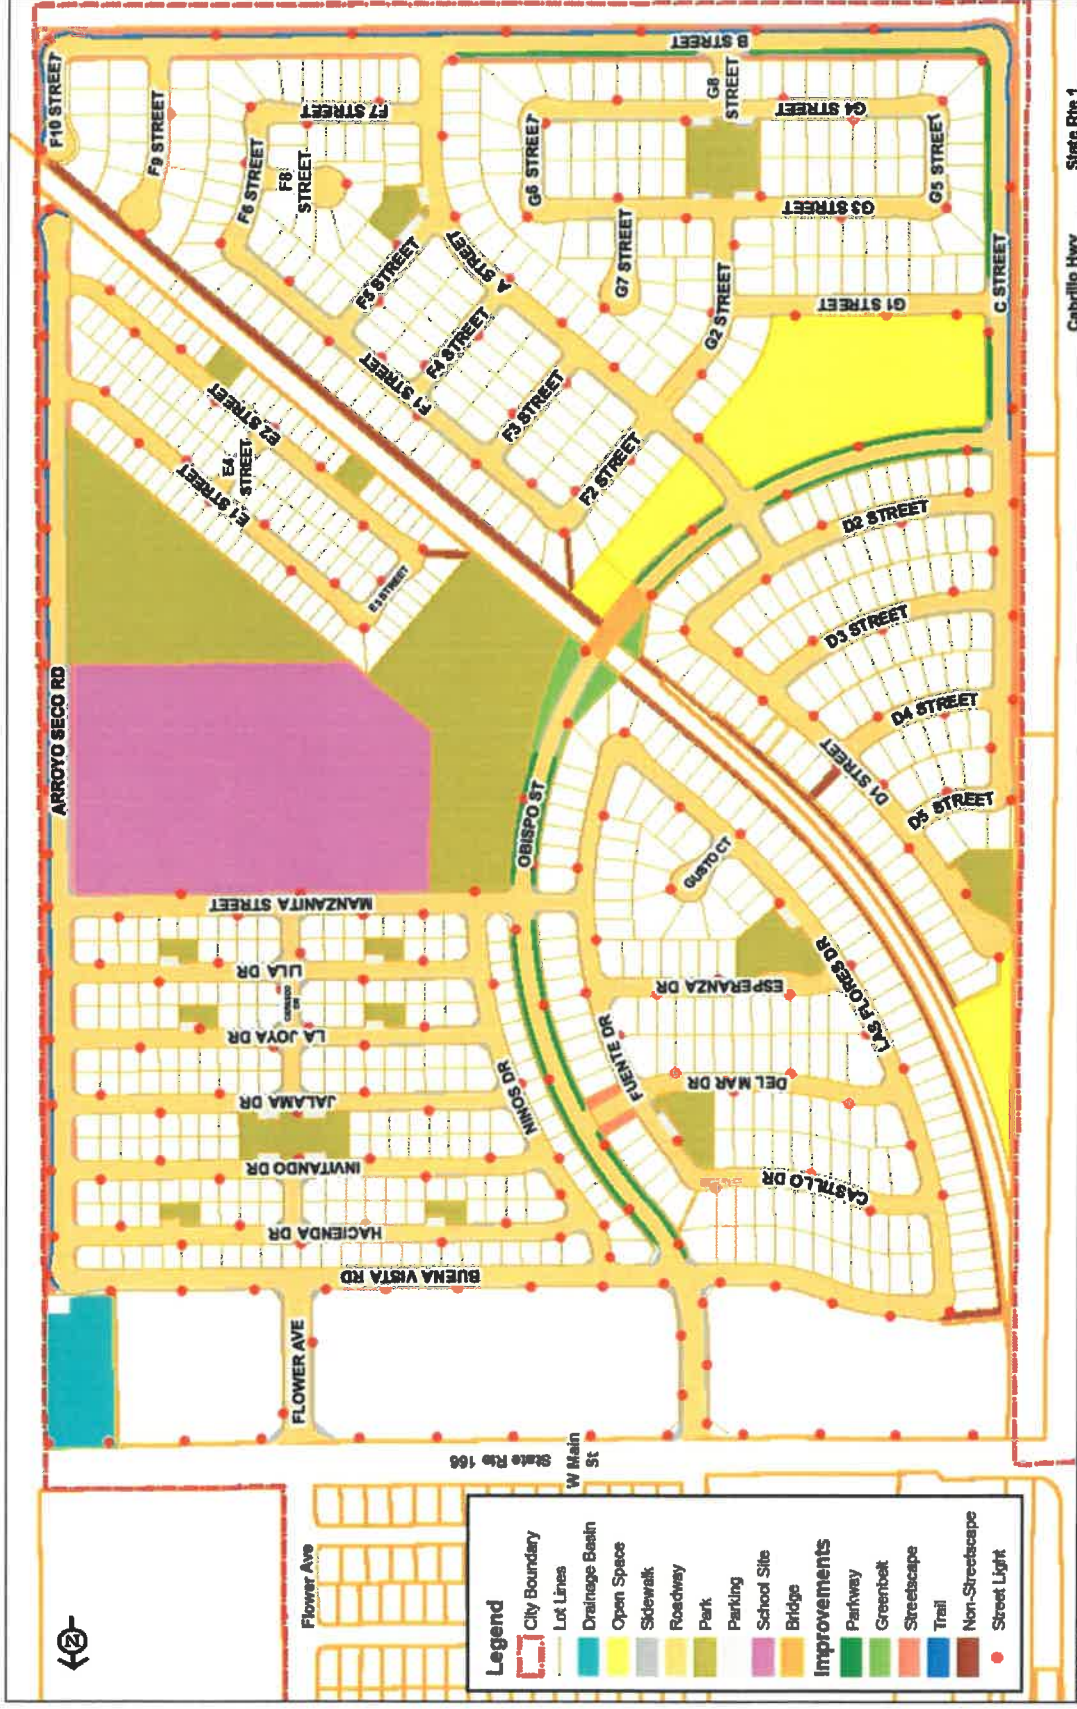 F10 STREET
F9 STREET
F7 STREET
F6 STREET
F8
STREET
F5 STREET
A STREET
F4 STREET
F1 STREET
F3 STREET
F2 STREET
B STREET
G8
STREET
G4 STREET
G6 STREET
G5 STREET
G3 STREET
G7 STREET
G2 STREET
G1 STREET
C STREET
Cabrillo Hwy
State Rte 1
ARROYO SECO RD
E2 STREET
E4
STREET
E1 STREET
E3 STREET
D2 STREET
D3 STREET
D4 STREET
D1 STREET
D5 STREET
OBISPO ST
MANZANITA STREET
LILA DR
LA JOYA DR
JALAMA DR
INVITANDO DR
HACIENDA DR
BUENA VISTA RD
NINOS DR
GUSTO CT
ESPERANZA DR
LAS FLORES DR
FUENTE DR
DEL MAR DR
CASTILLO DR
FLOWER AVE
State Rte 166
W Main
St
Flower Ave
N
Legend
City Boundary
Lot Lines
Drainage Basin
Open Space
Sidewalk
Roadway
Park
Parking
School Site
Bridge
Improvements
Parkway
Greenbelt
Streetscape
Trail
Non-Streetscape
Street Light